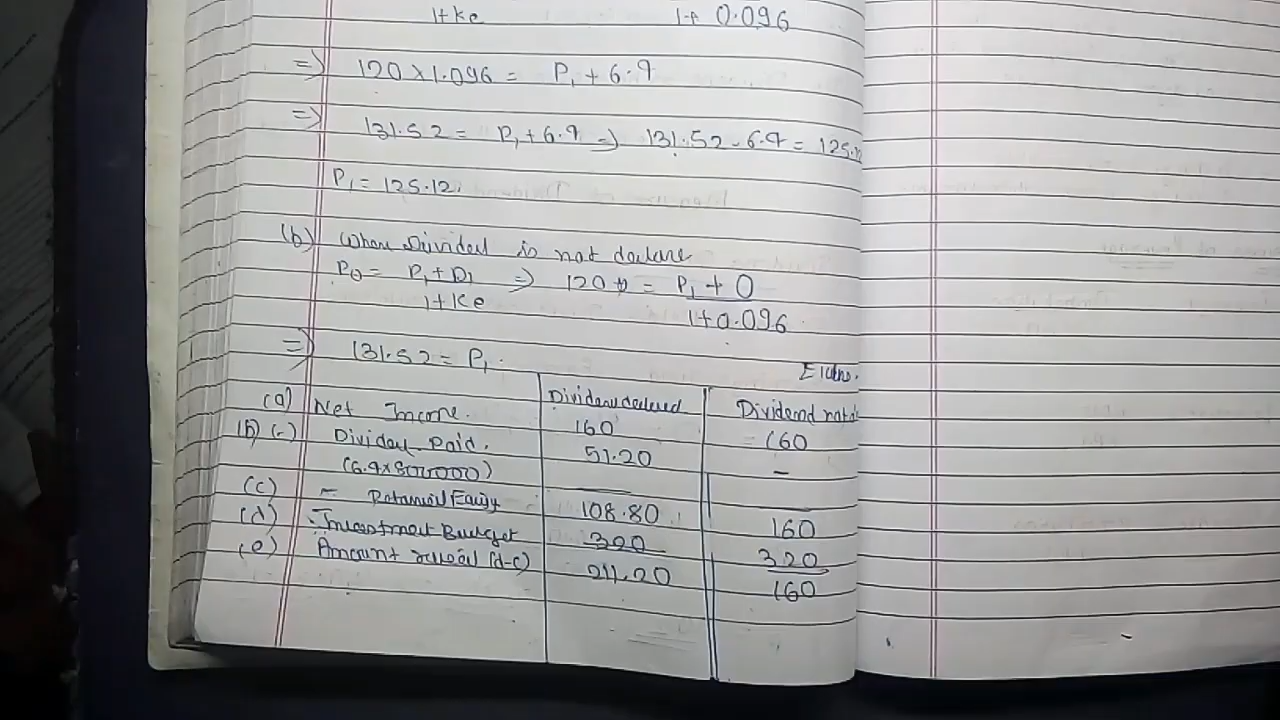 1+Ke 1+ 0.096
=) 120 x 1.096 = P1 + 6.4
=) 131.52 = P1 + 6.4 =) 131.52 - 6.4 = 125.12
P1 = 125.12
(b) When Dividend is not declare
P0 = P1 + D1 =) 120 = P1 + 0
1+Ke 1+0.096
=) 131.52 = P1
Dividend declared Dividend not d
(a) Net Income. 160 160
(b) Dividend Paid. 51.20 -
(6.4x800000)
(c) - Retained Equity 108.80 160
(d) Investment Budget 320 320
(e) Amount raised (d-c) 211.20 160